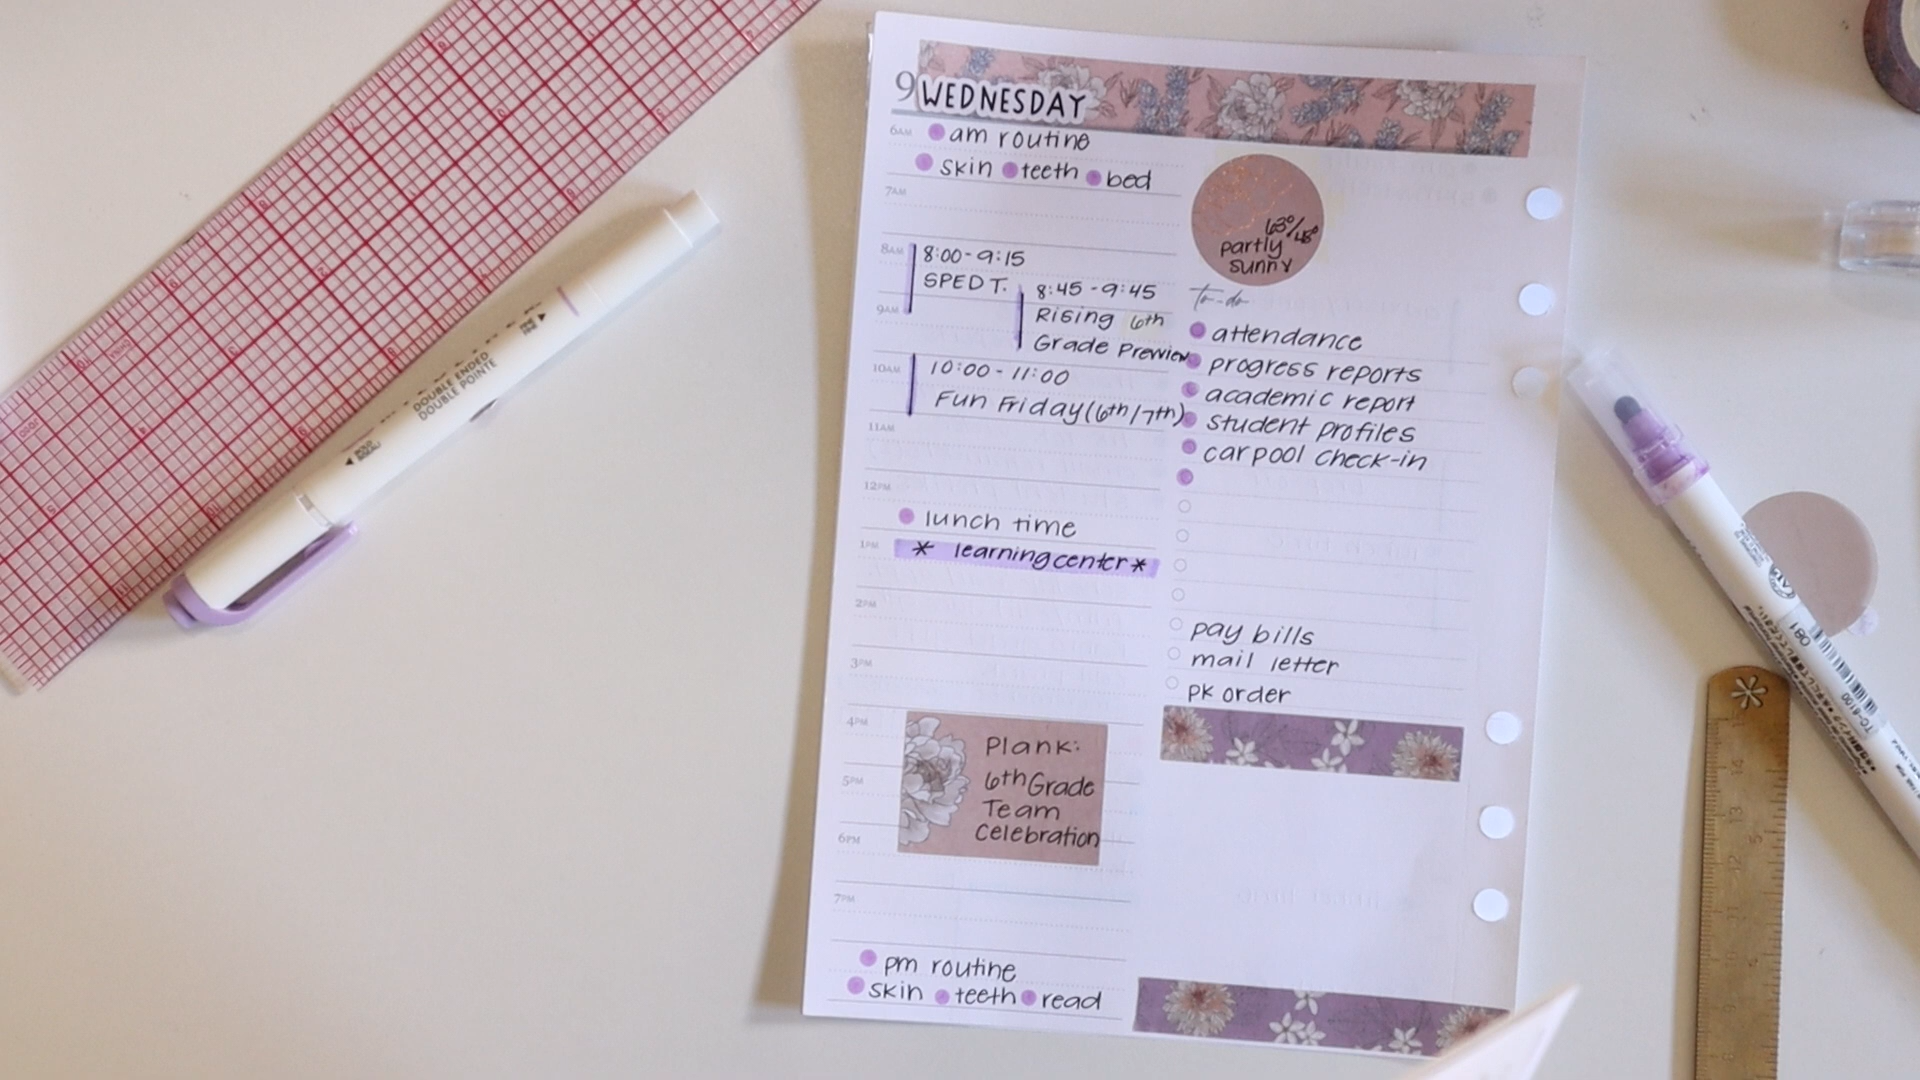 9 WEDNESDAY
6AM
am routine
skin teeth bed
7AM
8AM
8:00-9:15
SPED T.
8:45-9:45
Rising 6th
Grade Preview
9AM
10AM
10:00-11:00
Fun Friday (6th/7th)
11AM
12PM
lunch time
1PM
* learning center *
2PM
3PM
4PM
Plank:
6th Grade
Team
Celebration
5PM
6PM
7PM
pm routine
skin teeth read
63°/48°
partly
sunny
to-do
attendance
progress reports
academic report
student profiles
carpool check-in
pay bills
mail letter
pk order
DOUBLE ENDED
DOUBLE POINTE
081
TC-6100